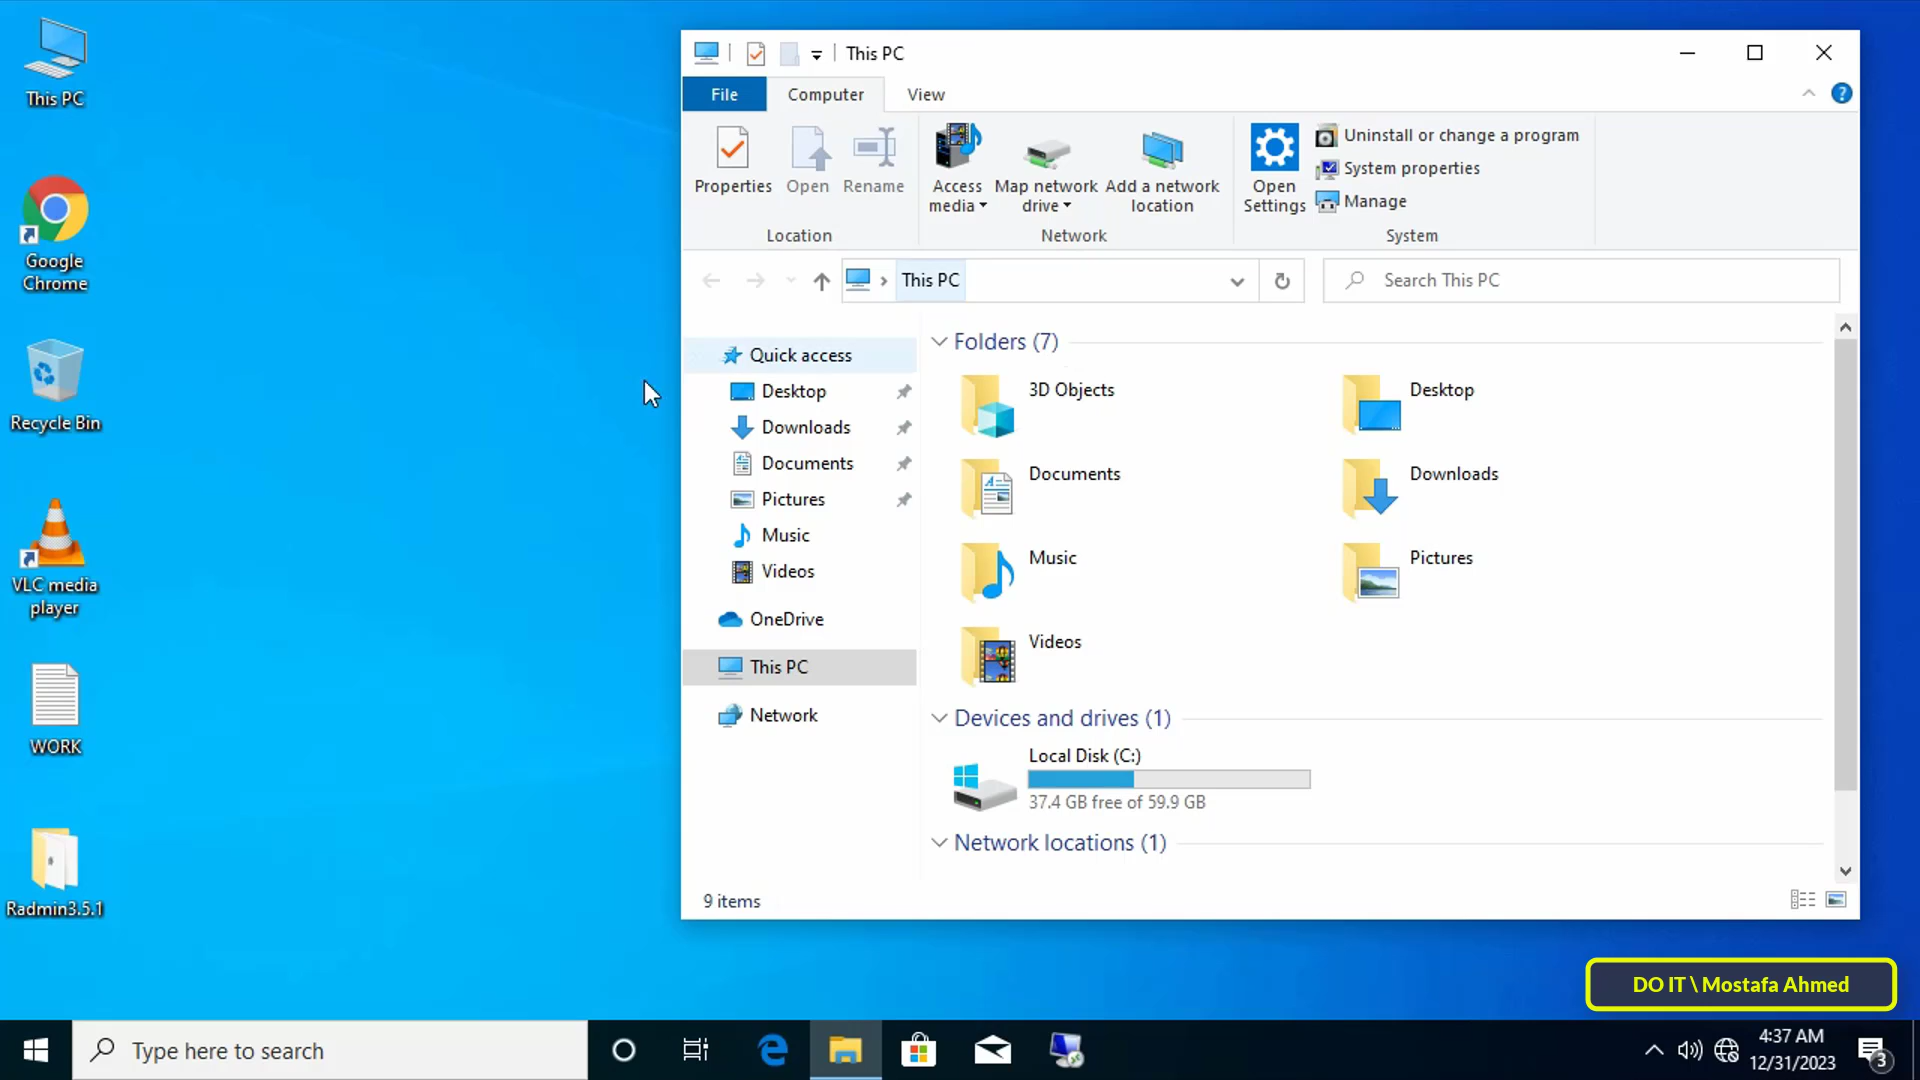 This PC
Google
Chrome
Recycle Bin
VLC media
player
WORK
Radmin3.5.1
This PC
File
Computer
View
Properties
Open
Rename
Location
Access
media
Map network
drive
Add a network
location
Network
Open
Settings
Uninstall or change a program
System properties
Manage
System
This PC
Search This PC
Quick access
Desktop
Downloads
Documents
Pictures
Music
Videos
OneDrive
This PC
Network
Folders (7)
3D Objects
Desktop
Documents
Downloads
Music
Pictures
Videos
Devices and drives (1)
Local Disk (C:)
37.4 GB free of 59.9 GB
Network locations (1)
9 items
DO IT \ Mostafa Ahmed
Type here to search
4:37 AM
12/31/2023
3